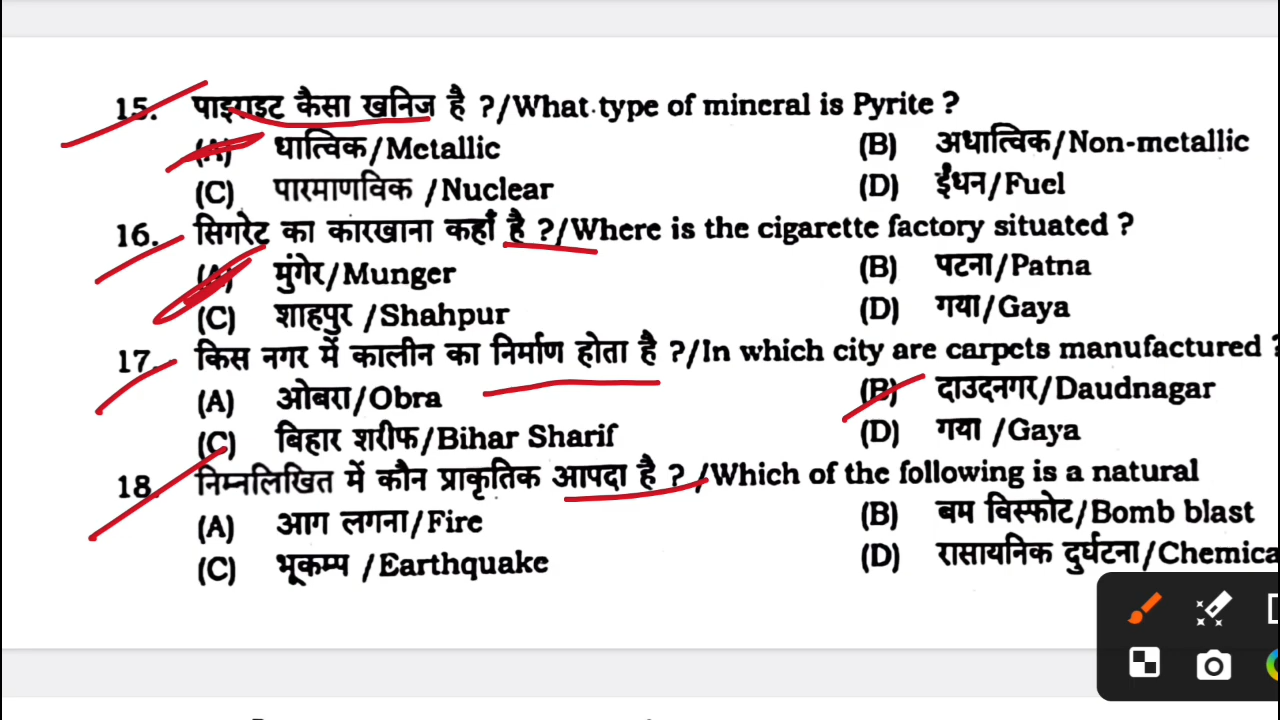 15. पाइराइट कैसा खनिज है ?/What type of mineral is Pyrite ?
(A) धात्विक/Metallic (B) अधात्विक/Non-metallic
(C) पारमाणविक /Nuclear (D) ईंधन/Fuel
16. सिगरेट का कारखाना कहाँ है ?/Where is the cigarette factory situated ?
(A) मुंगेर/Munger (B) पटना/Patna
(C) शाहपुर /Shahpur (D) गया/Gaya
17. किस नगर में कालीन का निर्माण होता है ?/In which city are carpets manufactured ?
(A) ओबरा/Obra (B) दाउदनगर/Daudnagar
(C) बिहार शरीफ/Bihar Sharif (D) गया /Gaya
18. निम्नलिखित में कौन प्राकृतिक आपदा है ? /Which of the following is a natural
(A) आग लगना/Fire (B) बम विस्फोट/Bomb blast
(C) भूकम्प /Earthquake (D) रासायनिक दुर्घटना/Chemica